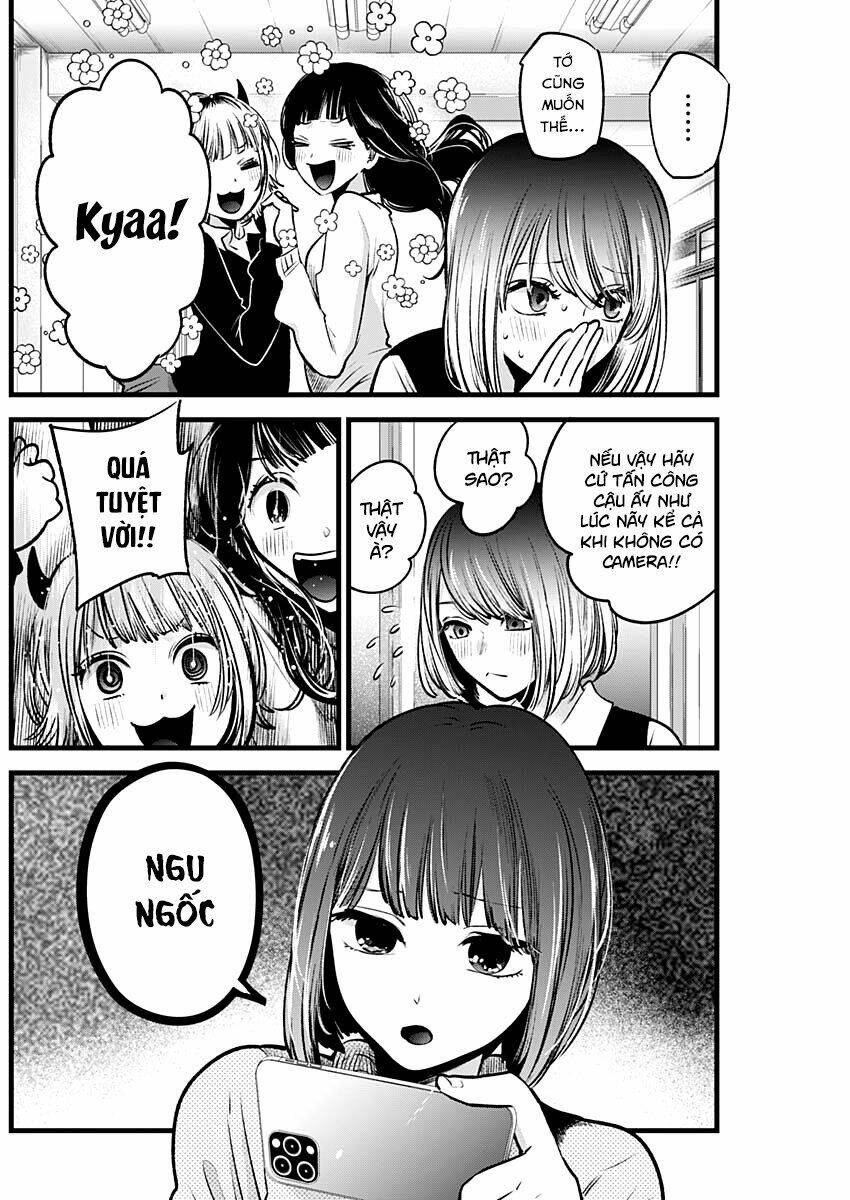 ......
TỚ
CŨNG
MUỐN
THẾ...
Kyaa!
NẾU VẬY HÃY
CỨ TẤN CÔNG
CẬU ẤY NHƯ
LÚC NÃY KỂ CẢ
KHI KHÔNG CÓ
CAMERA!!
THẬT
SAO?
THẬT
VẬY
À?
QUÁ
TUYỆT
VỜI!!
NGU
NGỐC